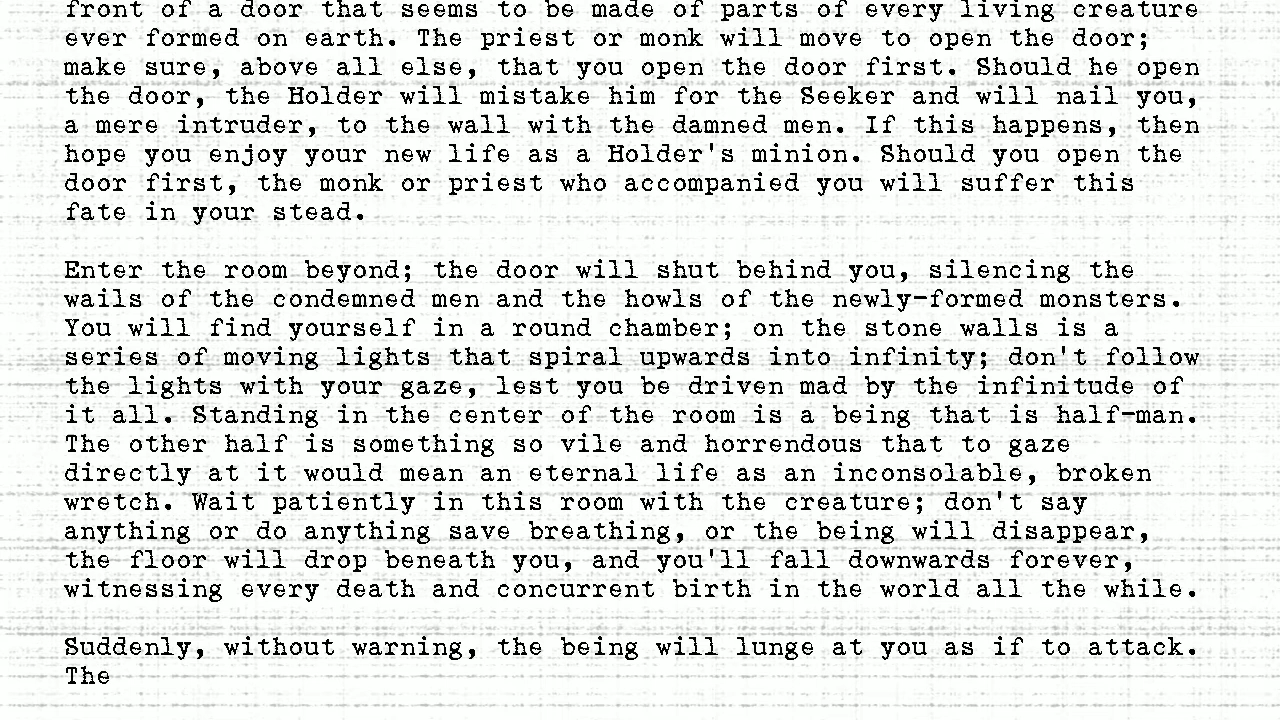 front of a door that seems to be made of parts of every living creature
ever formed on earth. The priest or monk will move to open the door;
make sure, above all else, that you open the door first. Should he open
the door, the Holder will mistake him for the Seeker and will nail you,
a mere intruder, to the wall with the damned men. If this happens, then
hope you enjoy your new life as a Holder's minion. Should you open the
door first, the monk or priest who accompanied you will suffer this
fate in your stead.

Enter the room beyond; the door will shut behind you, silencing the
wails of the condemned men and the howls of the newly-formed monsters.
You will find yourself in a round chamber; on the stone walls is a
series of moving lights that spiral upwards into infinity; don't follow
the lights with your gaze, lest you be driven mad by the infinitude of
it all. Standing in the center of the room is a being that is half-man.
The other half is something so vile and horrendous that to gaze
directly at it would mean an eternal life as an inconsolable, broken
wretch. Wait patiently in this room with the creature; don't say
anything or do anything save breathing, or the being will disappear,
the floor will drop beneath you, and you'll fall downwards forever,
witnessing every death and concurrent birth in the world all the while.

Suddenly, without warning, the being will lunge at you as if to attack.
The